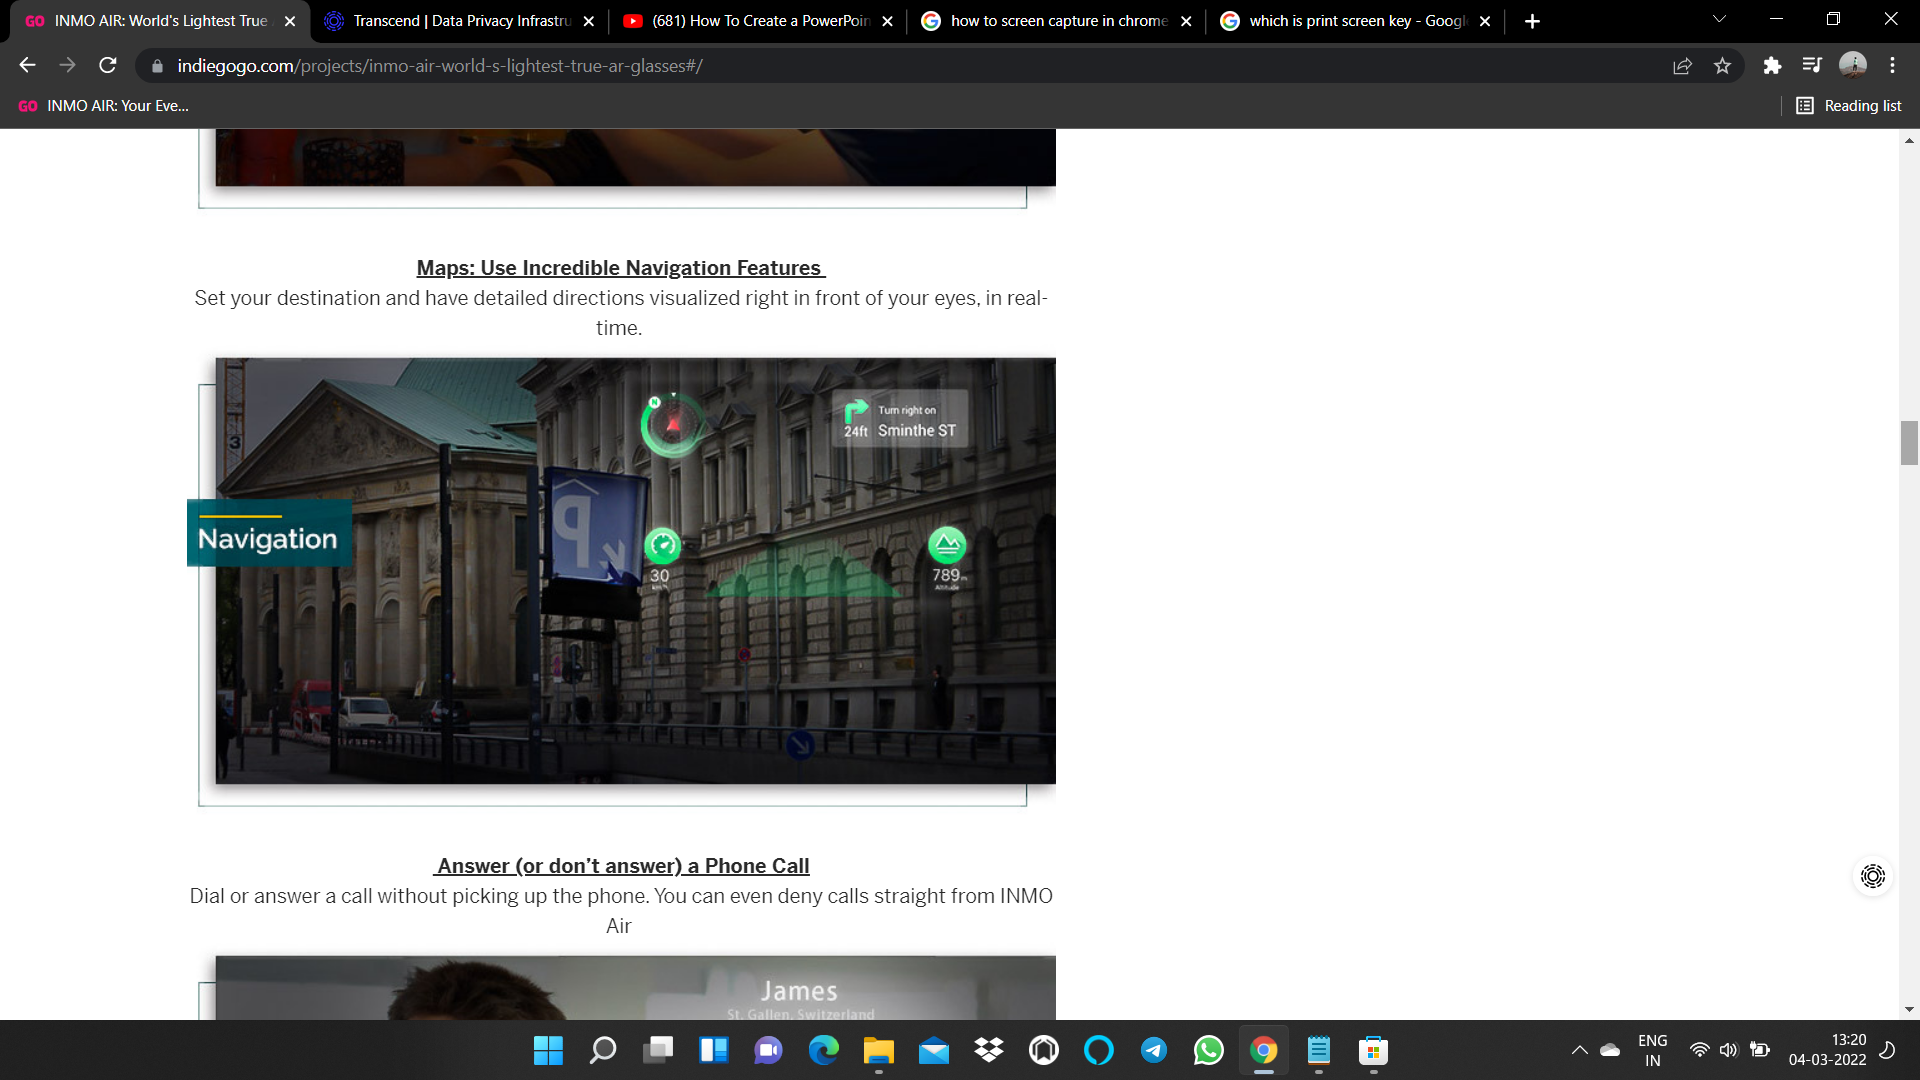 GO INMO AIR: World's Lightest True
Transcend | Data Privacy Infrastru
(681) How To Create a PowerPoin
how to screen capture in chrome
which is print screen key - Googl
indiegogo.com/projects/inmo-air-world-s-lightest-true-ar-glasses#/
GO INMO AIR: Your Eve...
Reading list
Maps: Use Incredible Navigation Features
Set your destination and have detailed directions visualized right in front of your eyes, in real-
time.
N
Turn right on
24ft Sminthe ST
3
P
Navigation
30
km/h
789m
Altitude
Answer (or don’t answer) a Phone Call
Dial or answer a call without picking up the phone. You can even deny calls straight from INMO
Air
James
St. Gallen, Switzerland
ENG
IN
13:20
04-03-2022